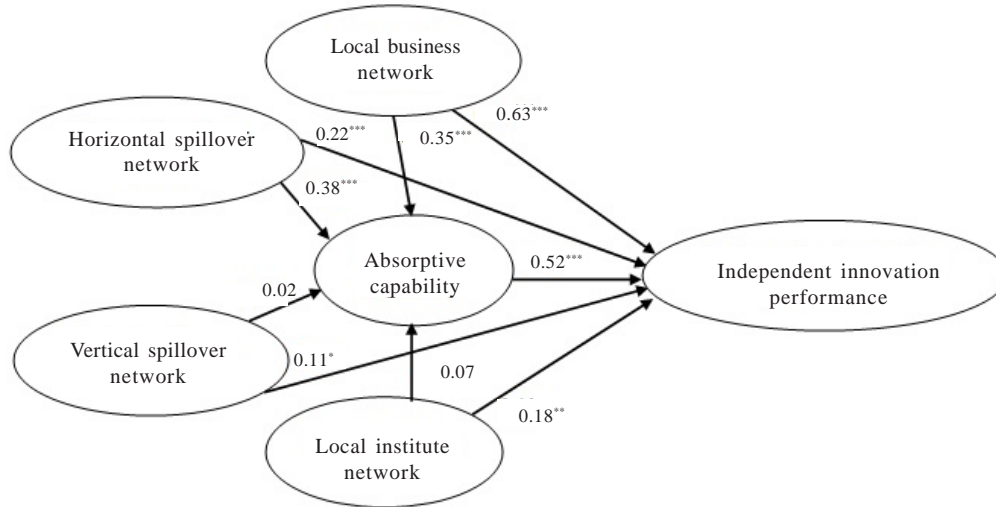 Local business
network
0.63***
0.22***
0.35***
Horizontal spillover
network
0.38***
Absorptive
capability
0.52***
Independent innovation
performance
0.02
Vertical spillover
network
0.11*
0.07
0.18**
Local institute
network